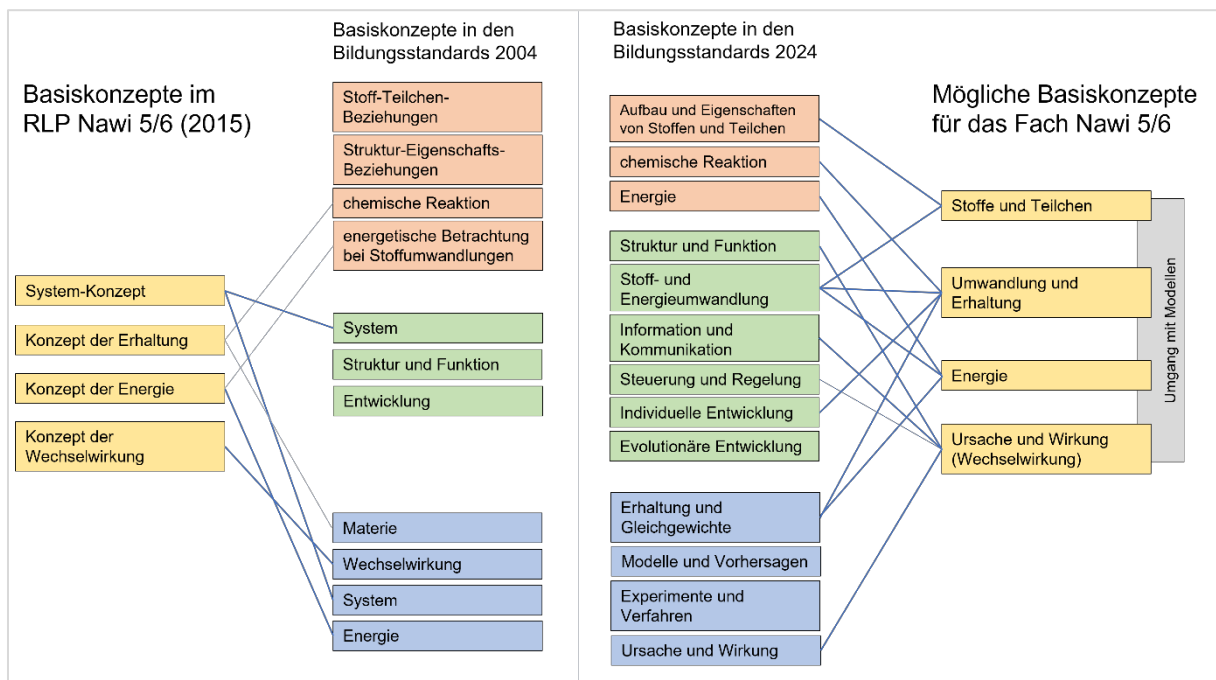 Basiskonzepte im
RLP Nawi 5/6 (2015)
System-Konzept
Konzept der Erhaltung
Konzept der Energie
Konzept der
Wechselwirkung
Basiskonzepte in den
Bildungsstandards 2004
Stoff-Teilchen-
Beziehungen
Struktur-Eigenschafts-
Beziehungen
chemische Reaktion
energetische Betrachtung
bei Stoffumwandlungen
System
Struktur und Funktion
Entwicklung
Materie
Wechselwirkung
System
Energie
Basiskonzepte in den
Bildungsstandards 2024
Aufbau und Eigenschaften
von Stoffen und Teilchen
chemische Reaktion
Energie
Struktur und Funktion
Stoff- und
Energieumwandlung
Information und
Kommunikation
Steuerung und Regelung
Individuelle Entwicklung
Evolutionäre Entwicklung
Erhaltung und
Gleichgewichte
Modelle und Vorhersagen
Experimente und
Verfahren
Ursache und Wirkung
Mögliche Basiskonzepte
für das Fach Nawi 5/6
Stoffe und Teilchen
Umwandlung und
Erhaltung
Energie
Ursache und Wirkung
(Wechselwirkung)
Umgang mit Modellen